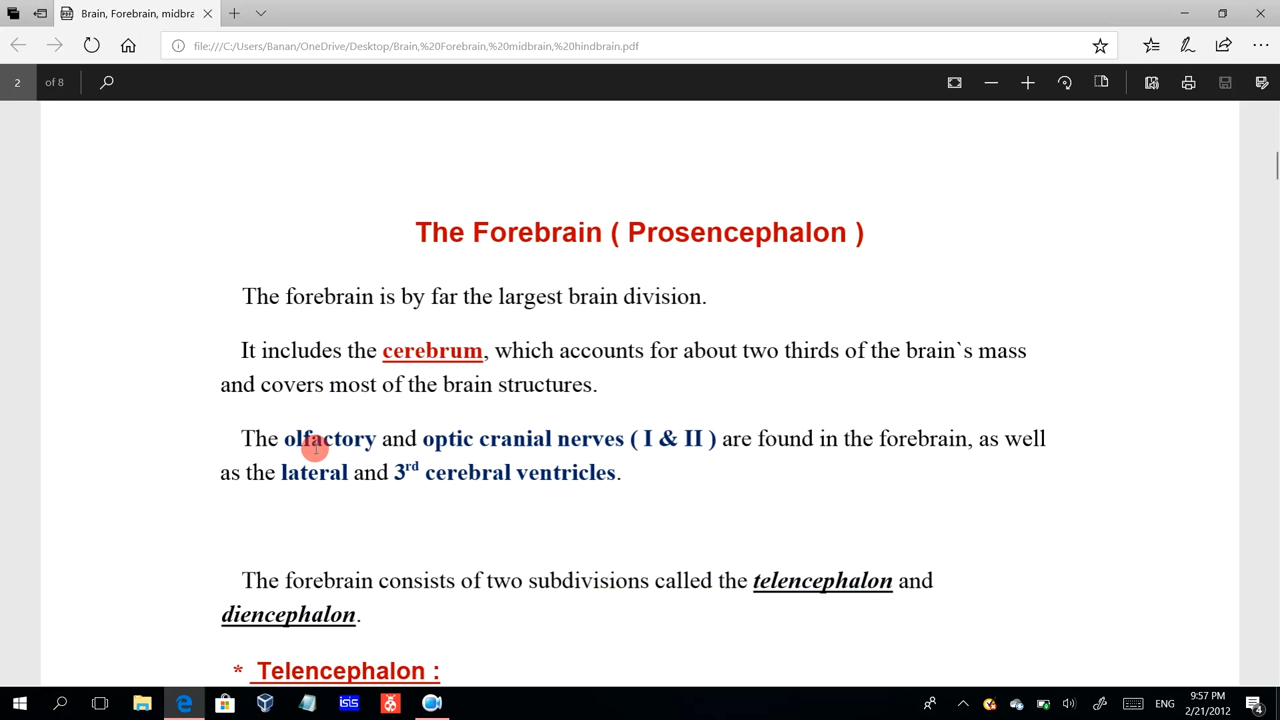 Brain, Forebrain, midbra
file:///C:/Users/Banan/OneDrive/Desktop/Brain,%20Forebrain,%20midbrain,%20hindbrain.pdf
2 of 8
The Forebrain ( Prosencephalon )
The forebrain is by far the largest brain division.
It includes the cerebrum, which accounts for about two thirds of the brain`s mass
and covers most of the brain structures.
The olfactory and optic cranial nerves ( I & II ) are found in the forebrain, as well
as the lateral and 3rd cerebral ventricles.
The forebrain consists of two subdivisions called the telencephalon and
diencephalon.
* Telencephalon :
isis
ENG
9:57 PM
2/21/2012
4